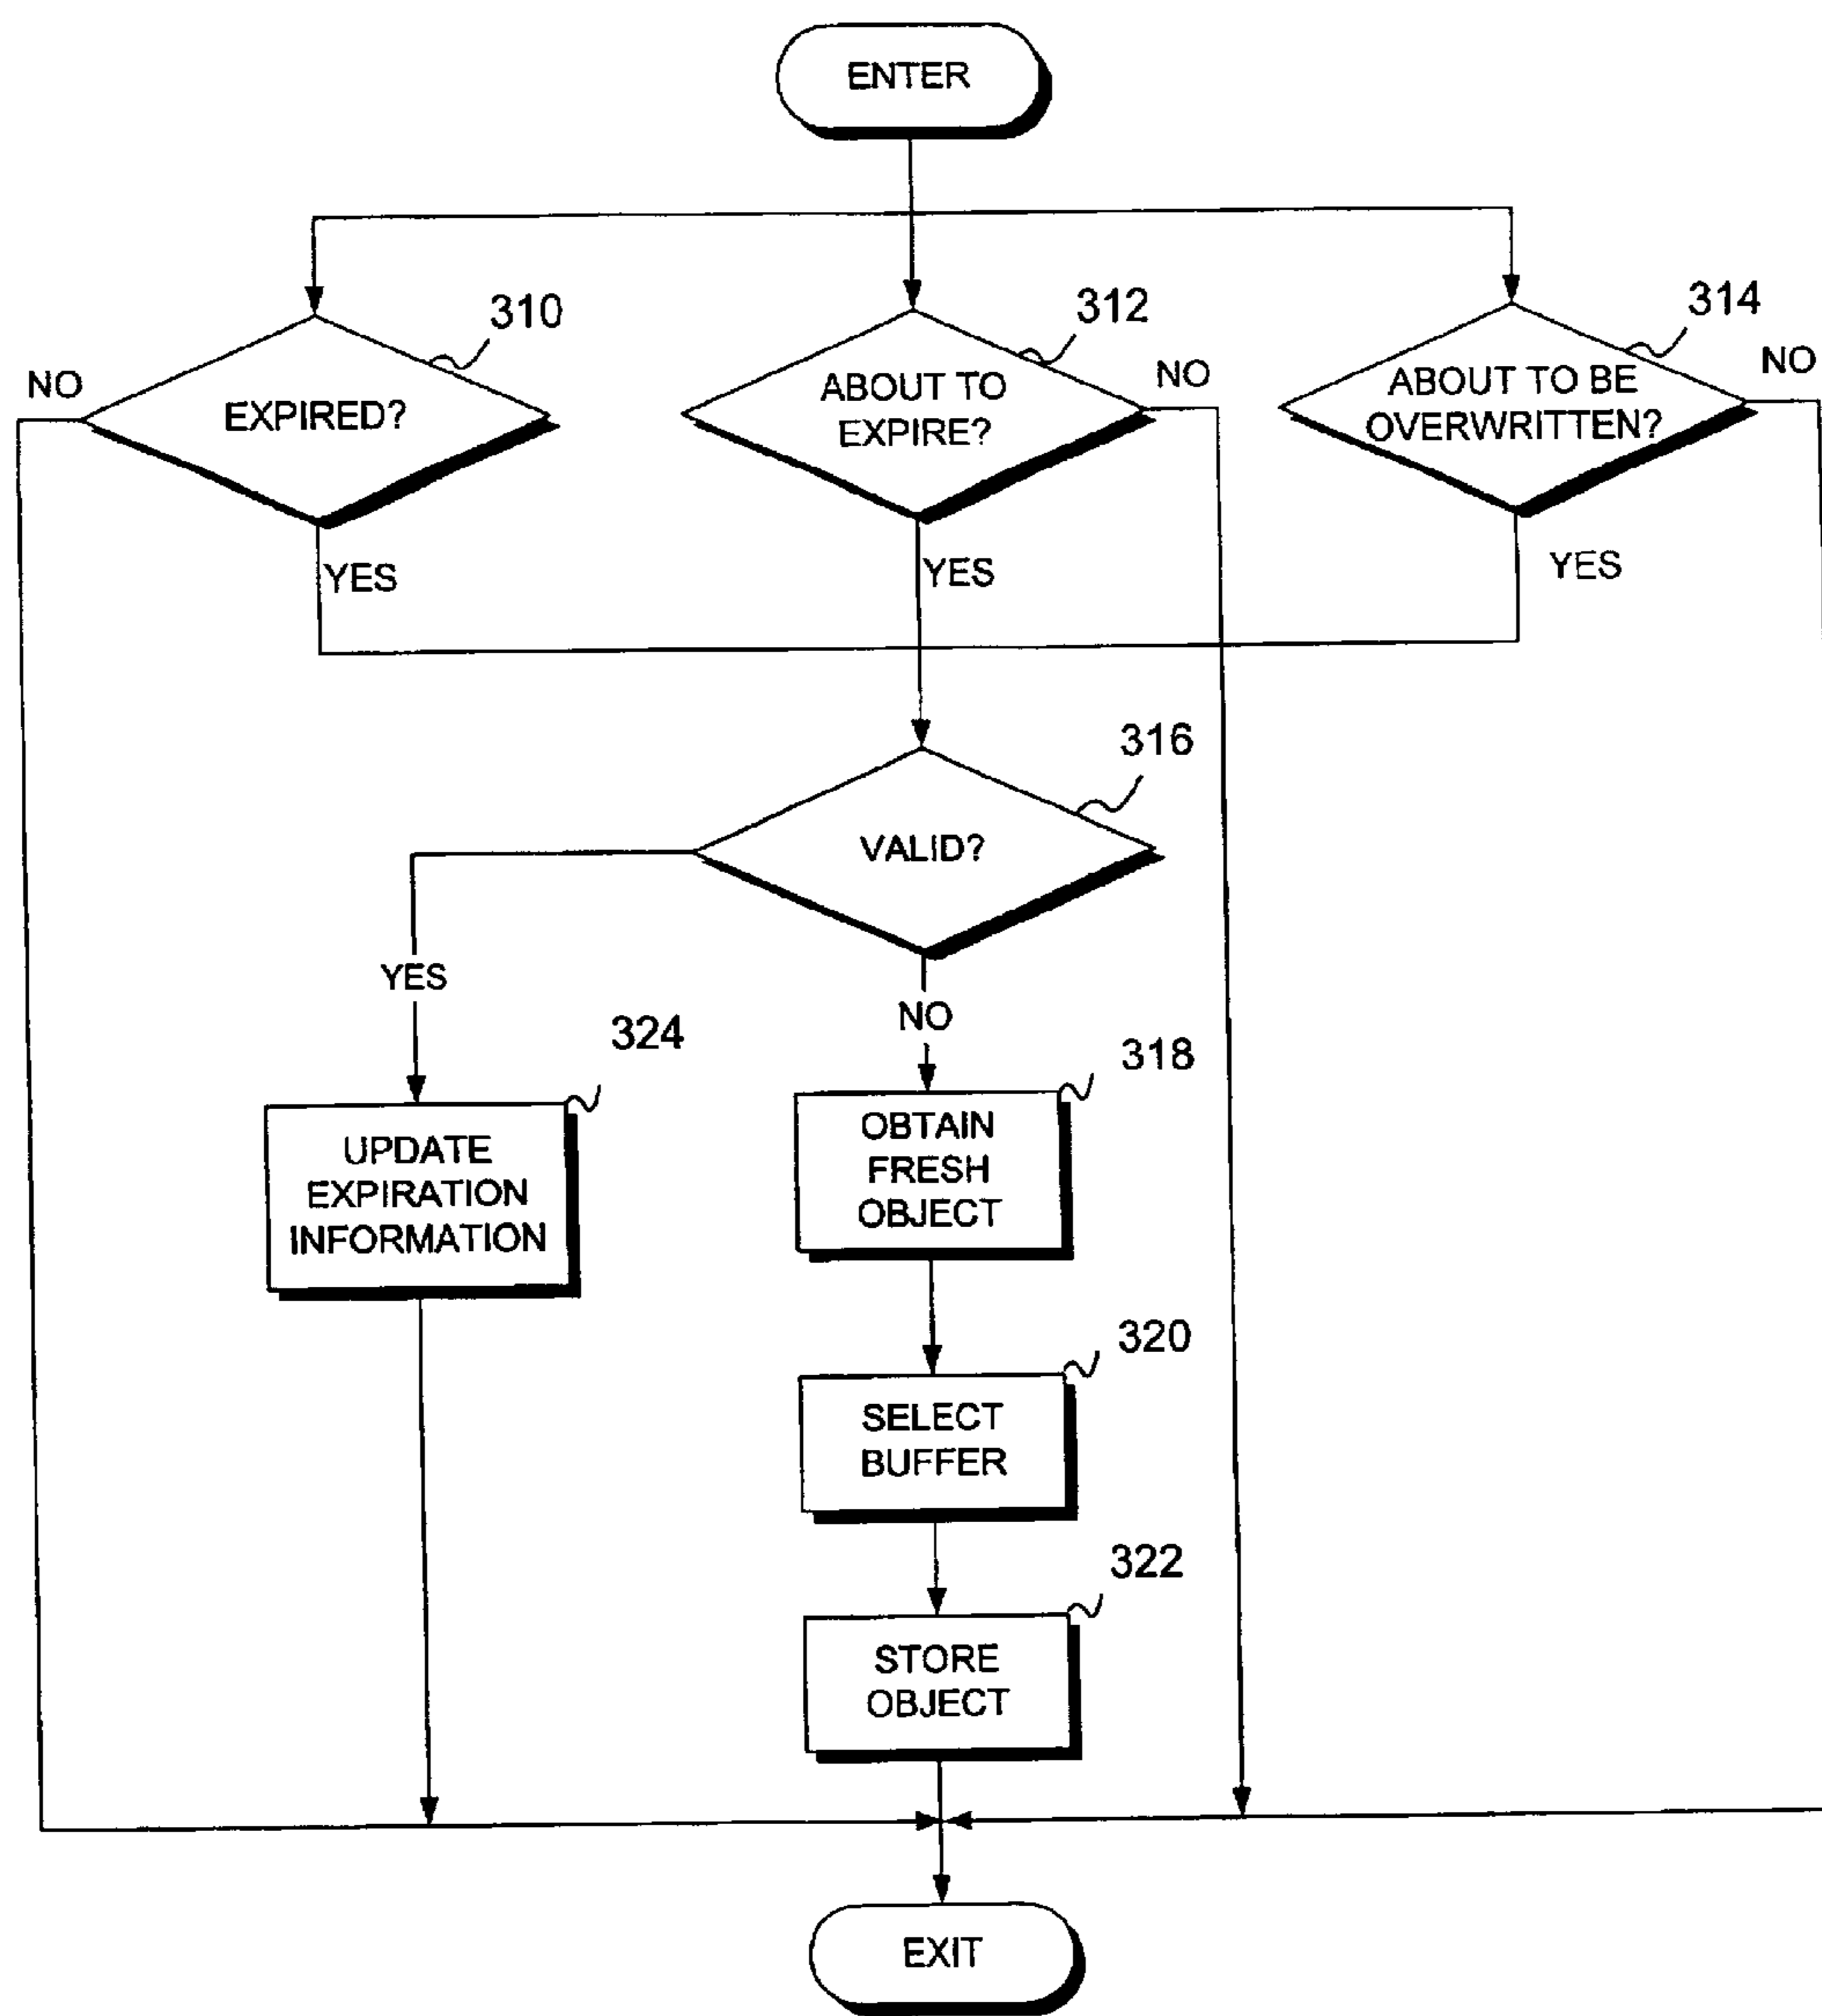 ENTER
310
312
314
NO
EXPIRED?
ABOUT TO
EXPIRE?
NO
ABOUT TO BE
OVERWRITTEN?
NO
YES
YES
YES
316
VALID?
YES
NO
324
318
UPDATE
EXPIRATION
INFORMATION
OBTAIN
FRESH
OBJECT
320
SELECT
BUFFER
322
STORE
OBJECT
EXIT